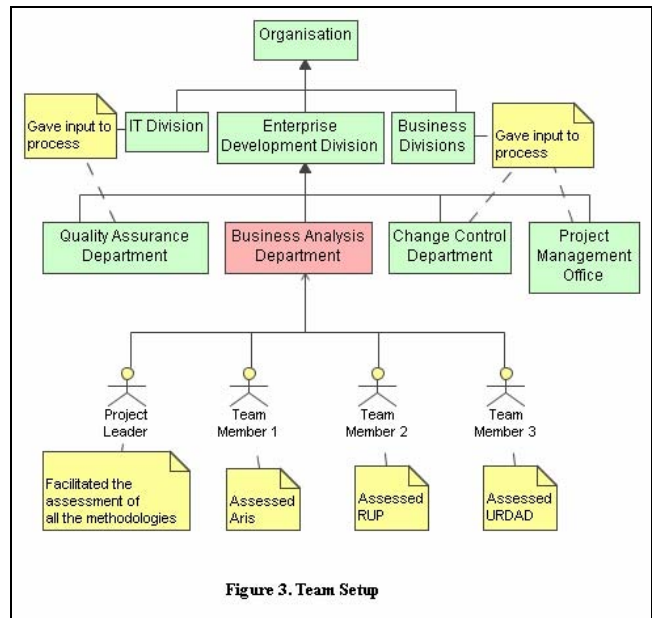 Organisation
Gave input to
process
IT Division
Enterprise
Development Division
Business
Divisions
Gave input to
process
Quality Assurance
Department
Business Analysis
Department
Change Control
Department
Project
Management
Office
Project
Leader
Team
Member 1
Team
Member 2
Team
Member 3
Facilitated the
assessment of
all the methodologies
Assessed
Aris
Assessed
RUP
Assessed
URDAD
Figure 3. Team Setup